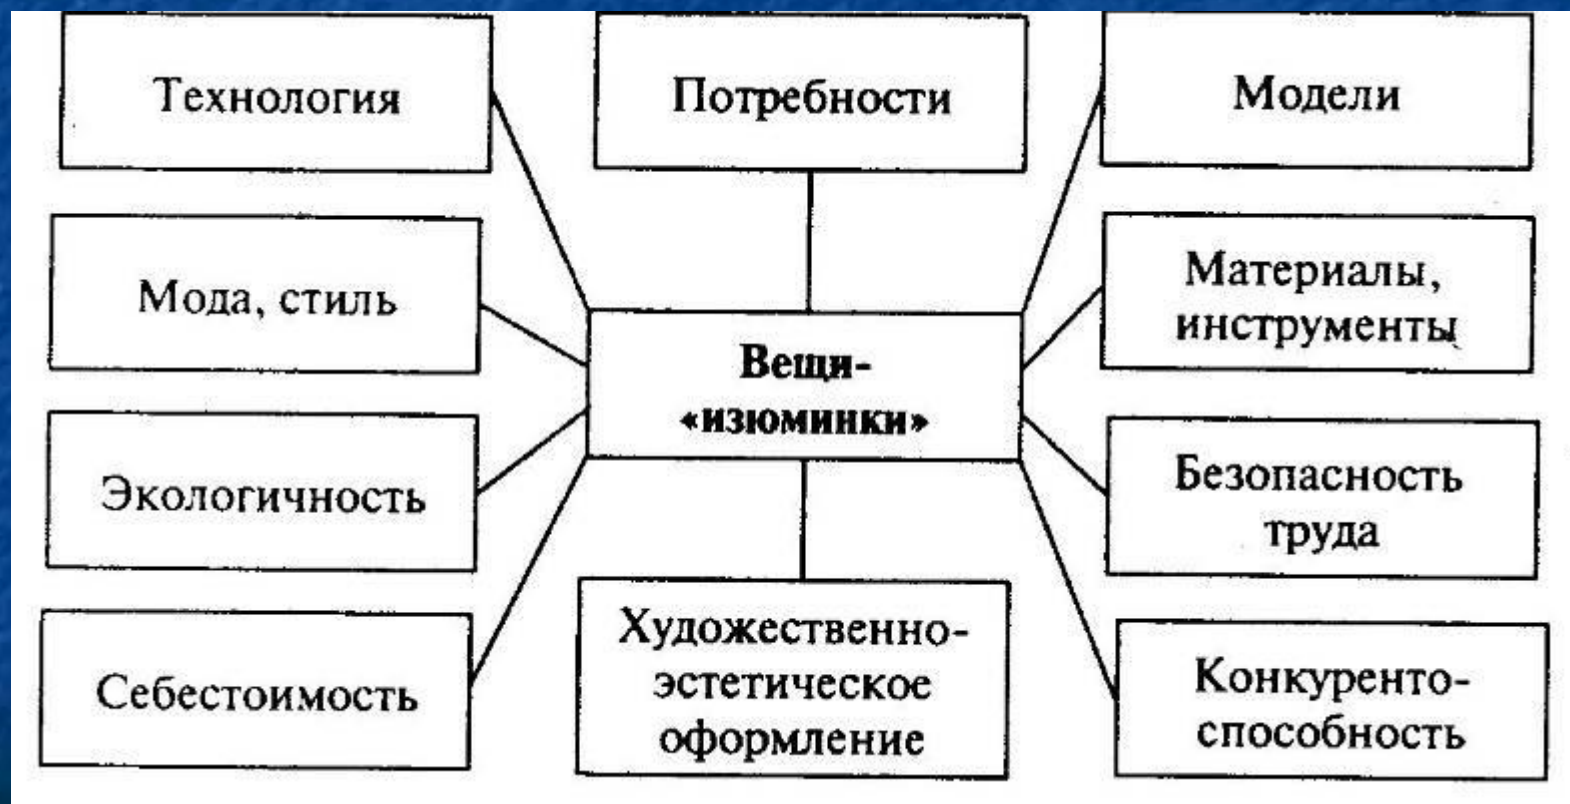 Технология
Потребности
Модели
Мода, стиль
Материалы,
инструменты
Вещи-
«изюминки»
Экологичность
Безопасность
труда
Себестоимость
Художественно-
эстетическое
оформление
Конкуренто-
способность